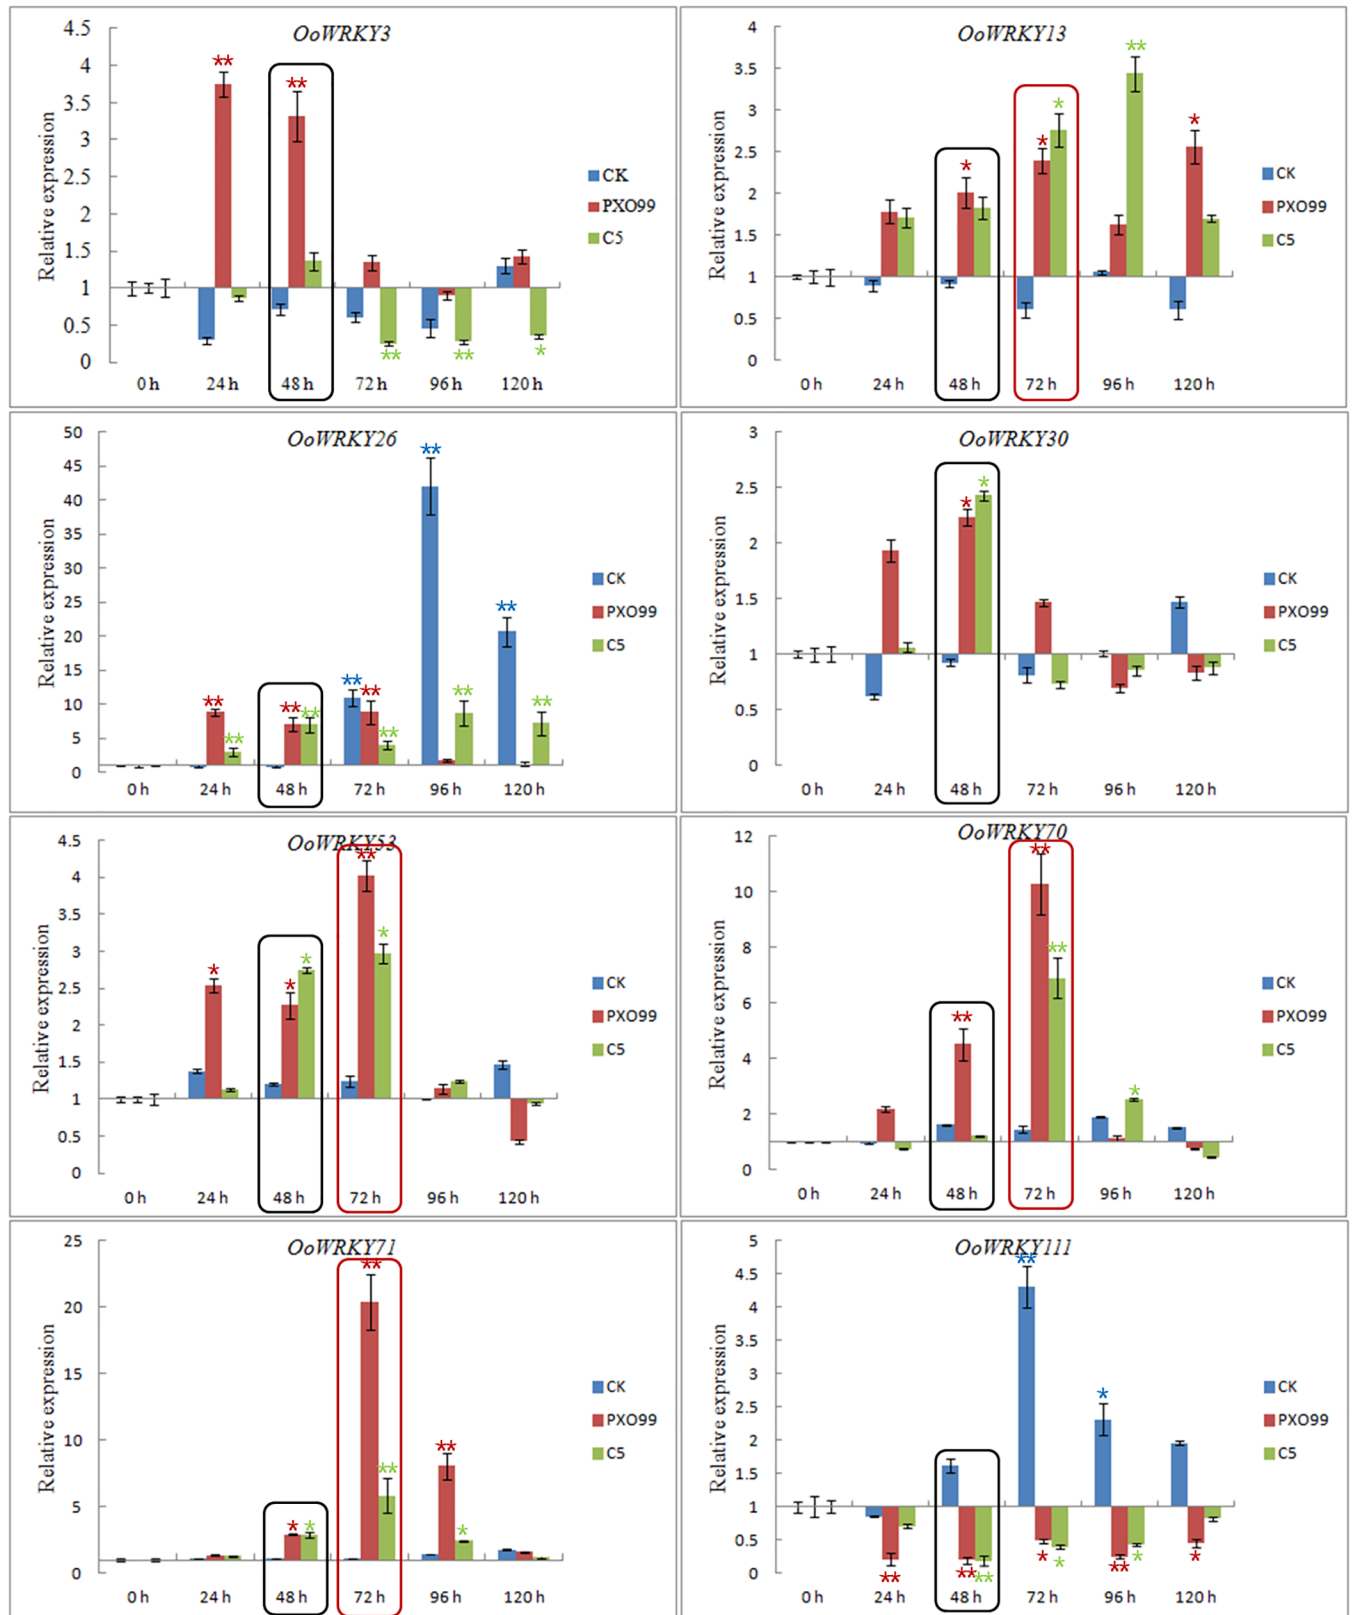 OoWRKY3
Relative expression
4.5
4
3.5
3
2.5
2
1.5
1
0.5
0
** ** ** ** *
0 h 24 h 48 h 72 h 96 h 120 h
CK
PXO99
C5
OoWRKY13
Relative expression
4
3.5
3
2.5
2
1.5
1
0.5
0
* * * ** *
0 h 24 h 48 h 72 h 96 h 120 h
CK
PXO99
C5
OoWRKY26
Relative expression
50
45
40
35
30
25
20
15
10
5
0
** ** ** ** ** ** ** ** ** ** **
0 h 24 h 48 h 72 h 96 h 120 h
CK
PXO99
C5
OoWRKY30
Relative expression
3
2.5
2
1.5
1
0.5
0
* *
0 h 24 h 48 h 72 h 96 h 120 h
CK
PXO99
C5
OoWRKY53
Relative expression
4.5
4
3.5
3
2.5
2
1.5
1
0.5
0
* * * ** *
0 h 24 h 48 h 72 h 96 h 120 h
CK
PXO99
C5
OoWRKY70
Relative expression
12
10
8
6
4
2
0
** ** ** *
0 h 24 h 48 h 72 h 96 h 120 h
CK
PXO99
C5
OoWRKY71
Relative expression
25
20
15
10
5
0
* * ** ** ** *
0 h 24 h 48 h 72 h 96 h 120 h
CK
PXO99
C5
OoWRKY111
Relative expression
5
4.5
4
3.5
3
2.5
2
1.5
1
0.5
0
** ** ** ** * * * ** * *
0 h 24 h 48 h 72 h 96 h 120 h
CK
PXO99
C5